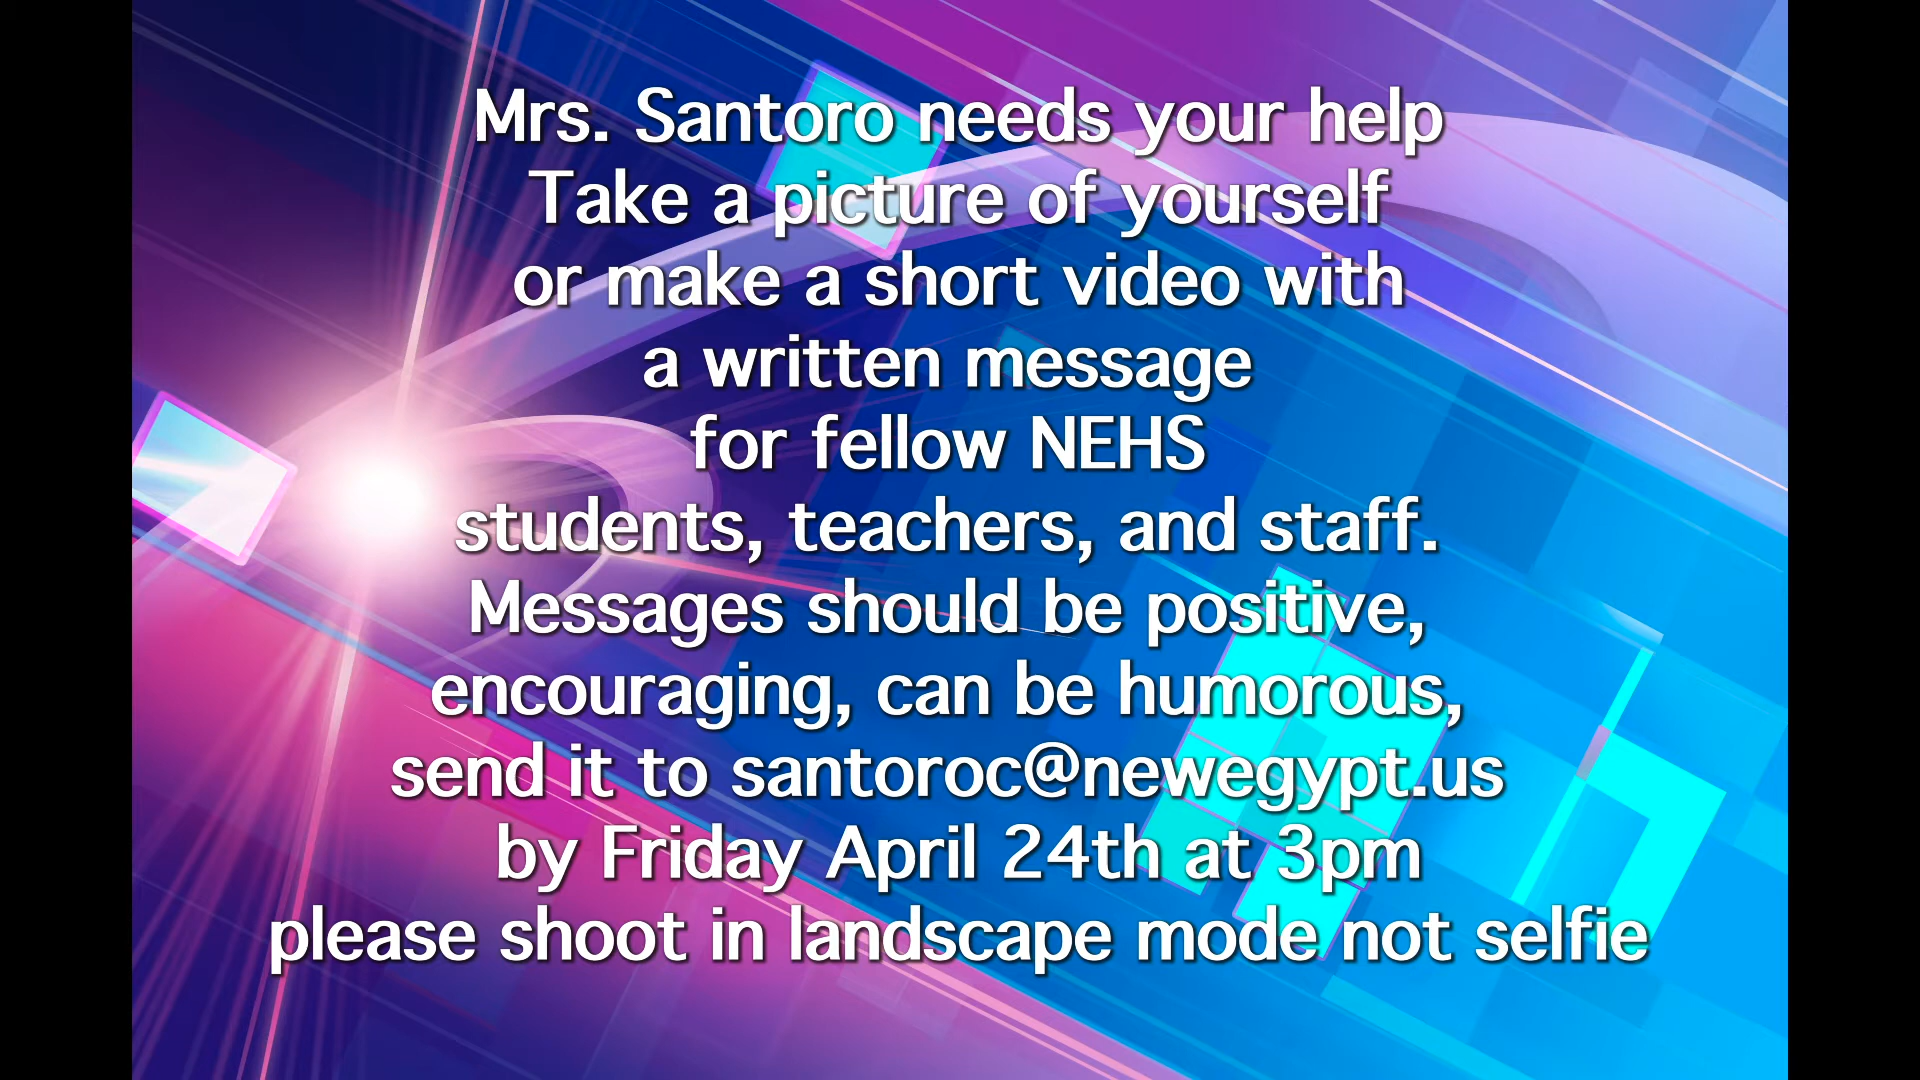 Mrs. Santoro needs your help
Take a picture of yourself
or make a short video with
a written message
for fellow NEHS
students, teachers, and staff.
Messages should be positive,
encouraging, can be humorous,
send it to santoroc@newegypt.us
by Friday April 24th at 3pm
please shoot in landscape mode not selfie